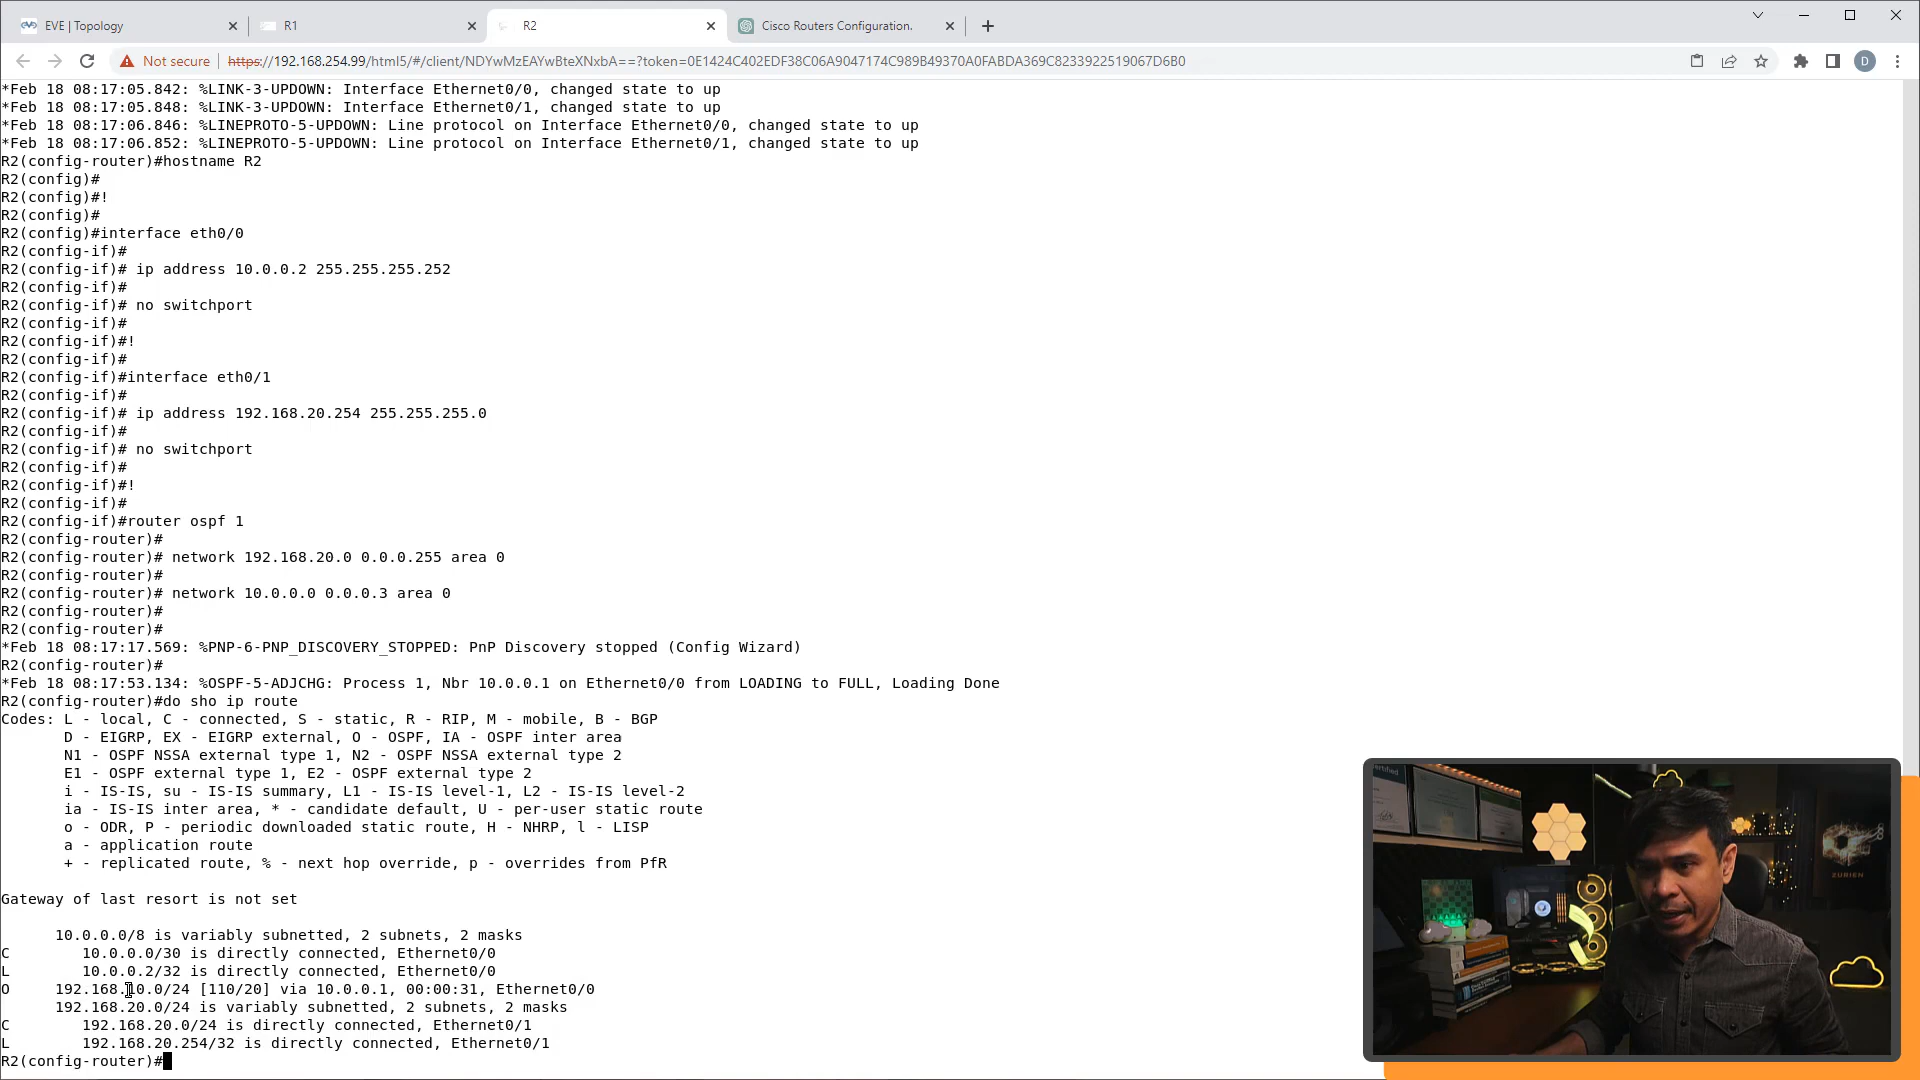 EVE | Topology
R1
R2
Cisco Routers Configuration.
Not secure
https://192.168.254.99/html5/#/client/NDYwMzEAYwBteXNxbA==?token=0E1424C402EDF38C06A9047174C989B49370A0FABDA369C8233922519067D6B0
D
*Feb 18 08:17:05.842: %LINK-3-UPDOWN: Interface Ethernet0/0, changed state to up
*Feb 18 08:17:05.848: %LINK-3-UPDOWN: Interface Ethernet0/1, changed state to up
*Feb 18 08:17:06.846: %LINEPROTO-5-UPDOWN: Line protocol on Interface Ethernet0/0, changed state to up
*Feb 18 08:17:06.852: %LINEPROTO-5-UPDOWN: Line protocol on Interface Ethernet0/1, changed state to up
R2(config-router)#hostname R2
R2(config)#
R2(config)#!
R2(config)#
R2(config)#interface eth0/0
R2(config-if)#
R2(config-if)# ip address 10.0.0.2 255.255.255.252
R2(config-if)#
R2(config-if)# no switchport
R2(config-if)#
R2(config-if)#!
R2(config-if)#
R2(config-if)#interface eth0/1
R2(config-if)#
R2(config-if)# ip address 192.168.20.254 255.255.255.0
R2(config-if)#
R2(config-if)# no switchport
R2(config-if)#
R2(config-if)#!
R2(config-if)#
R2(config-if)#router ospf 1
R2(config-router)#
R2(config-router)# network 192.168.20.0 0.0.0.255 area 0
R2(config-router)#
R2(config-router)# network 10.0.0.0 0.0.0.3 area 0
R2(config-router)#
R2(config-router)#
*Feb 18 08:17:17.569: %PNP-6-PNP_DISCOVERY_STOPPED: PnP Discovery stopped (Config Wizard)
R2(config-router)#
*Feb 18 08:17:53.134: %OSPF-5-ADJCHG: Process 1, Nbr 10.0.0.1 on Ethernet0/0 from LOADING to FULL, Loading Done
R2(config-router)#do sho ip route
Codes: L - local, C - connected, S - static, R - RIP, M - mobile, B - BGP
D - EIGRP, EX - EIGRP external, O - OSPF, IA - OSPF inter area
N1 - OSPF NSSA external type 1, N2 - OSPF NSSA external type 2
E1 - OSPF external type 1, E2 - OSPF external type 2
i - IS-IS, su - IS-IS summary, L1 - IS-IS level-1, L2 - IS-IS level-2
ia - IS-IS inter area, * - candidate default, U - per-user static route
o - ODR, P - periodic downloaded static route, H - NHRP, l - LISP
a - application route
+ - replicated route, % - next hop override, p - overrides from PfR
Gateway of last resort is not set
10.0.0.0/8 is variably subnetted, 2 subnets, 2 masks
C 10.0.0.0/30 is directly connected, Ethernet0/0
L 10.0.0.2/32 is directly connected, Ethernet0/0
O 192.168.10.0/24 [110/20] via 10.0.0.1, 00:00:31, Ethernet0/0
192.168.20.0/24 is variably subnetted, 2 subnets, 2 masks
C 192.168.20.0/24 is directly connected, Ethernet0/1
L 192.168.20.254/32 is directly connected, Ethernet0/1
R2(config-router)#
ZUBIEN